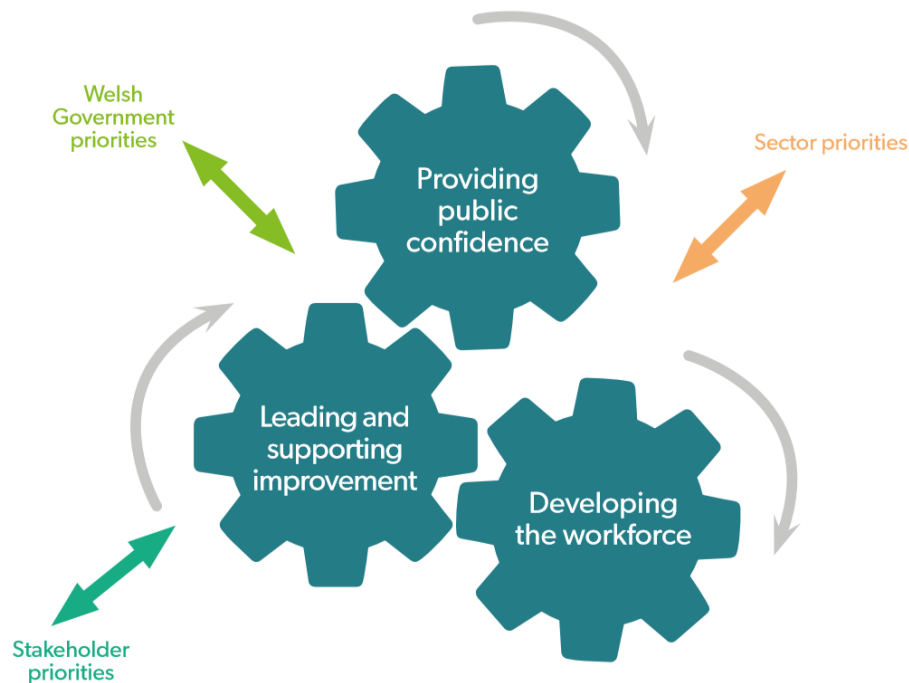 Welsh
Government
priorities
Sector priorities
Providing
public
confidence
Leading and
supporting
improvement
Developing
the workforce
Stakeholder
priorities